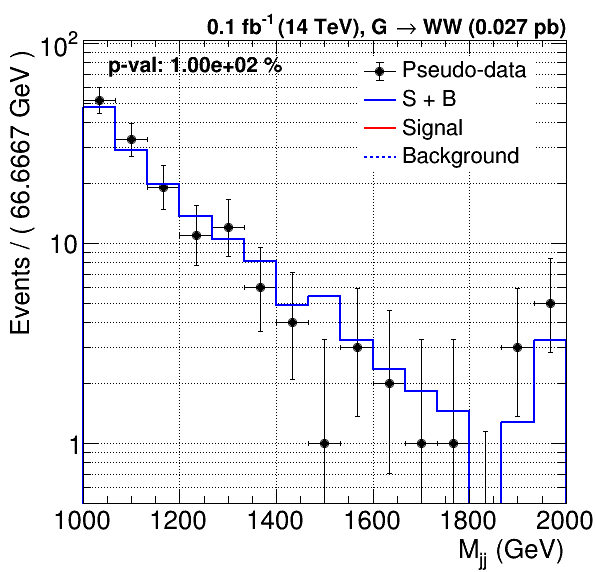 0.1 fb⁻¹ (14 TeV), G → WW (0.027 pb)
p-val: 1.00e+02 %
Pseudo-data
S + B
Signal
Background
Events / ( 66.6667 GeV )
10²
10
1
1000 1200 1400 1600 1800 2000
M_jj (GeV)